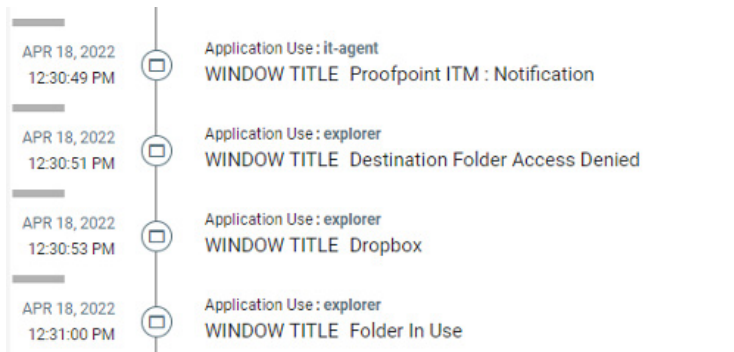 APR 18, 2022
12:30:49 PM
Application Use : it-agent
WINDOW TITLE Proofpoint ITM : Notification
APR 18, 2022
12:30:51 PM
Application Use : explorer
WINDOW TITLE Destination Folder Access Denied
APR 18, 2022
12:30:53 PM
Application Use : explorer
WINDOW TITLE Dropbox
APR 18, 2022
12:31:00 PM
Application Use : explorer
WINDOW TITLE Folder In Use